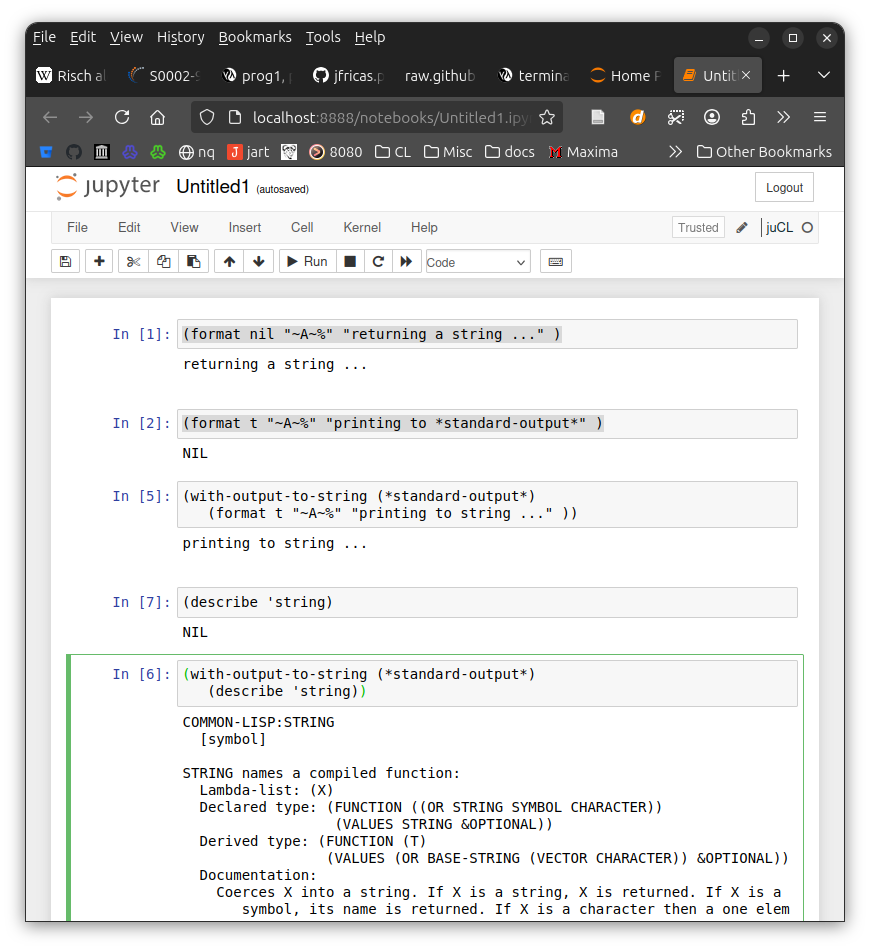 File Edit View History Bookmarks Tools Help
Risch al S0002-9 prog1, jfricas.p raw.github termina Home P Untit
localhost:8888/notebooks/Untitled1.ipy
nq jart 8080 CL Misc docs Maxima Other Bookmarks
jupyter Untitled1 (autosaved) Logout
File Edit View Insert Cell Kernel Help Trusted juCL
Run Code
In [1]: (format nil "~A~%" "returning a string ..." )
returning a string ...
In [2]: (format t "~A~%" "printing to *standard-output*" )
NIL
In [5]: (with-output-to-string (*standard-output*)
(format t "~A~%" "printing to string ..." ))
printing to string ...
In [7]: (describe 'string)
NIL
In [6]: (with-output-to-string (*standard-output*)
(describe 'string))
COMMON-LISP:STRING
[symbol]
STRING names a compiled function:
Lambda-list: (X)
Declared type: (FUNCTION ((OR STRING SYMBOL CHARACTER))
(VALUES STRING &OPTIONAL))
Derived type: (FUNCTION (T)
(VALUES (OR BASE-STRING (VECTOR CHARACTER)) &OPTIONAL))
Documentation:
Coerces X into a string. If X is a string, X is returned. If X is a
symbol, its name is returned. If X is a character then a one elem